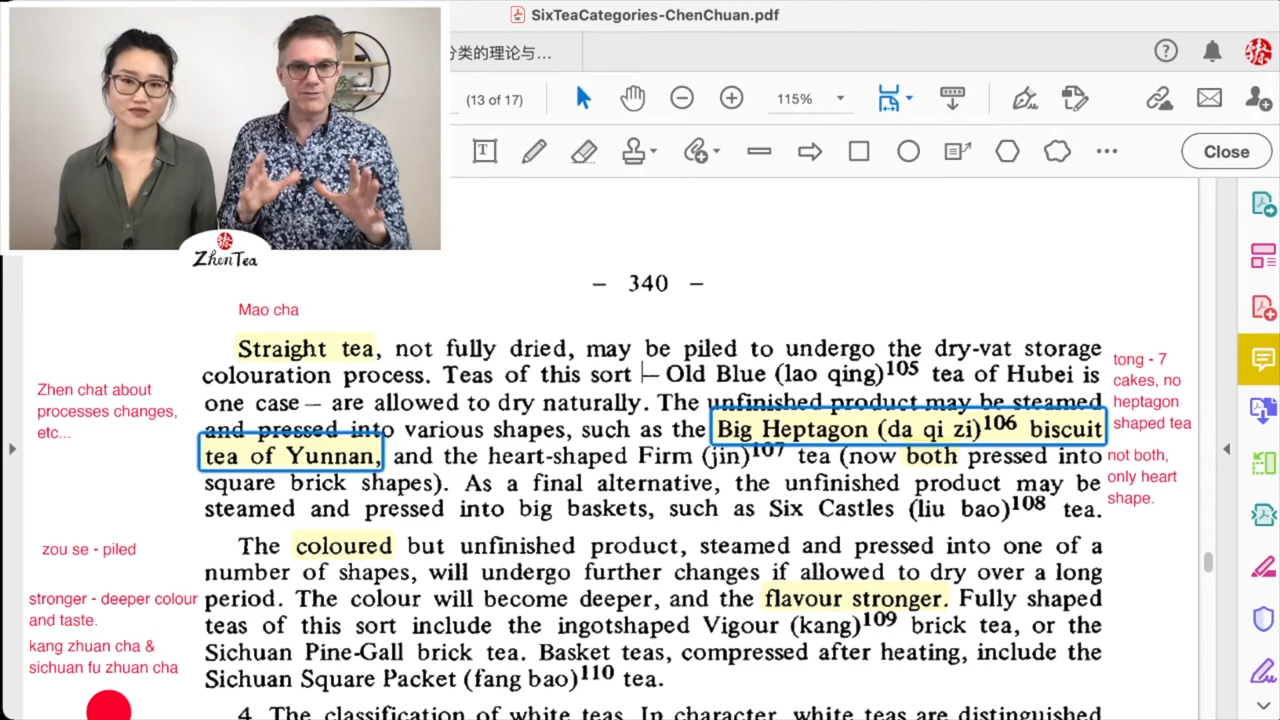 SixTeaCategories-ChenChuan.pdf
分类的理论与...
(13 of 17)
115%
Close
Zhen Tea
– 340 –
Mao cha
Straight tea, not fully dried, may be piled to undergo the dry-vat storage
colouration process. Teas of this sort – Old Blue (lao qing)105 tea of Hubei is
one case – are allowed to dry naturally. The unfinished product may be steamed
and pressed into various shapes, such as the Big Heptagon (da qi zi)106 biscuit
tea of Yunnan, and the heart-shaped Firm (jin)107 tea (now both pressed into
square brick shapes). As a final alternative, the unfinished product may be
steamed and pressed into big baskets, such as Six Castles (liu bao)108 tea.
Zhen chat about
processes changes,
etc...
tong - 7
cakes, no
heptagon
shaped tea
not both,
only heart
shape.
The coloured but unfinished product, steamed and pressed into one of a
number of shapes, will undergo further changes if allowed to dry over a long
period. The colour will become deeper, and the flavour stronger. Fully shaped
teas of this sort include the ingotshaped Vigour (kang)109 brick tea, or the
Sichuan Pine-Gall brick tea. Basket teas, compressed after heating, include the
Sichuan Square Packet (fang bao)110 tea.
zou se - piled
stronger - deeper colour
and taste.
kang zhuan cha &
sichuan fu zhuan cha
4. The classification of white teas. In character, white teas are distinguished